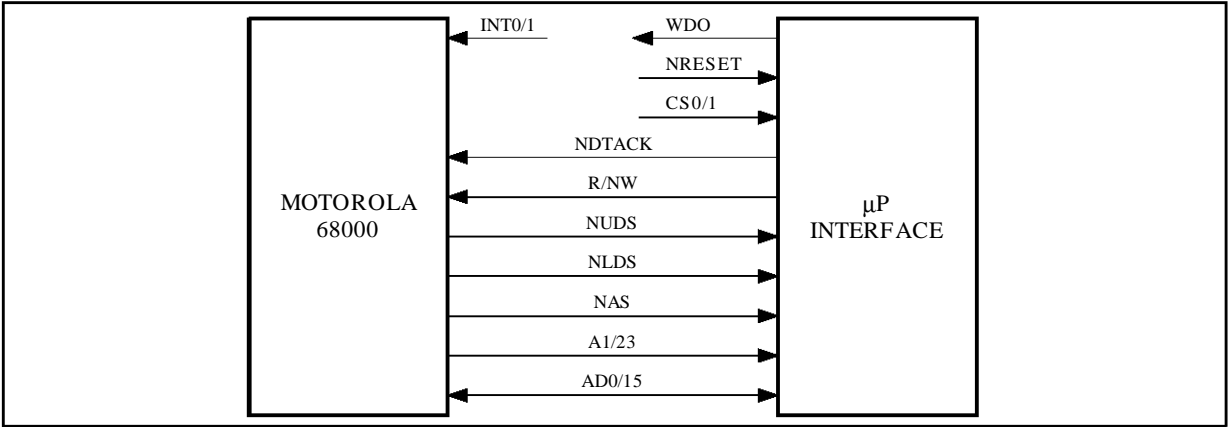 INT0/1
WDO
NRESET
CS0/1
NDTACK
R/NW
MOTOROLA
68000
µP
INTERFACE
NUDS
NLDS
NAS
A1/23
AD0/15